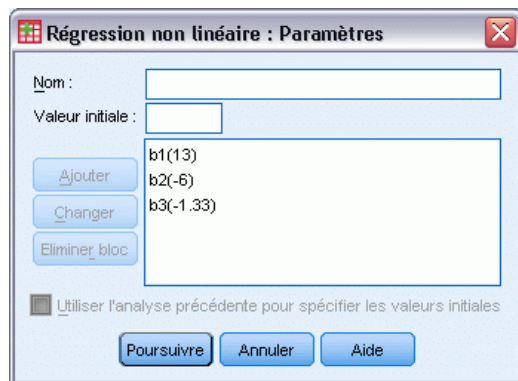 Régression non linéaire : Paramètres
Nom :
Valeur initiale :
Ajouter
Changer
Eliminer bloc
b1(13)
b2(-6)
b3(-1.33)
Utiliser l'analyse précédente pour spécifier les valeurs initiales
Poursuivre
Annuler
Aide